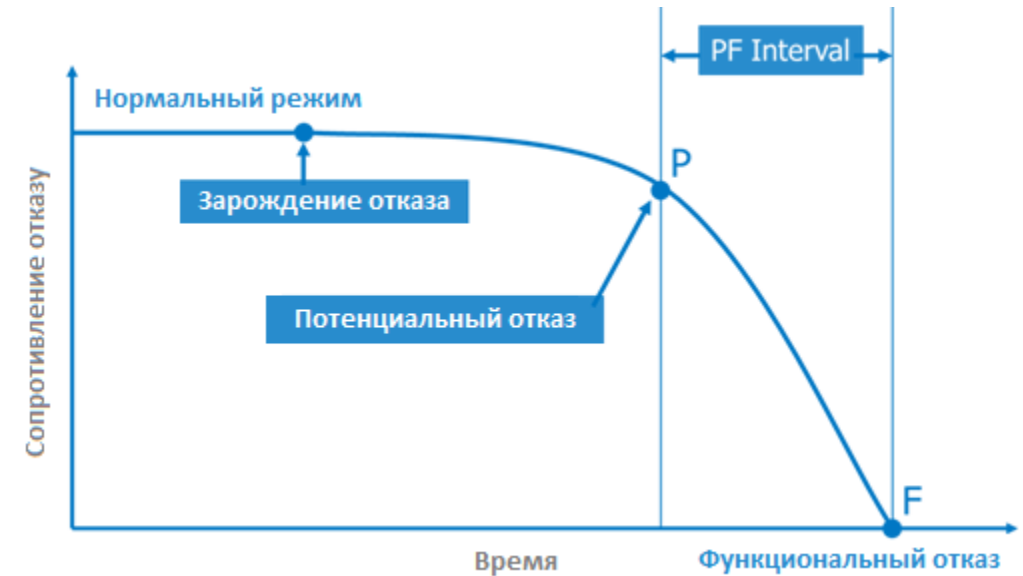 PF Interval
Нормальный режим
P
Зарождение отказа
Сопротивление отказу
Потенциальный отказ
F
Время
Функциональный отказ